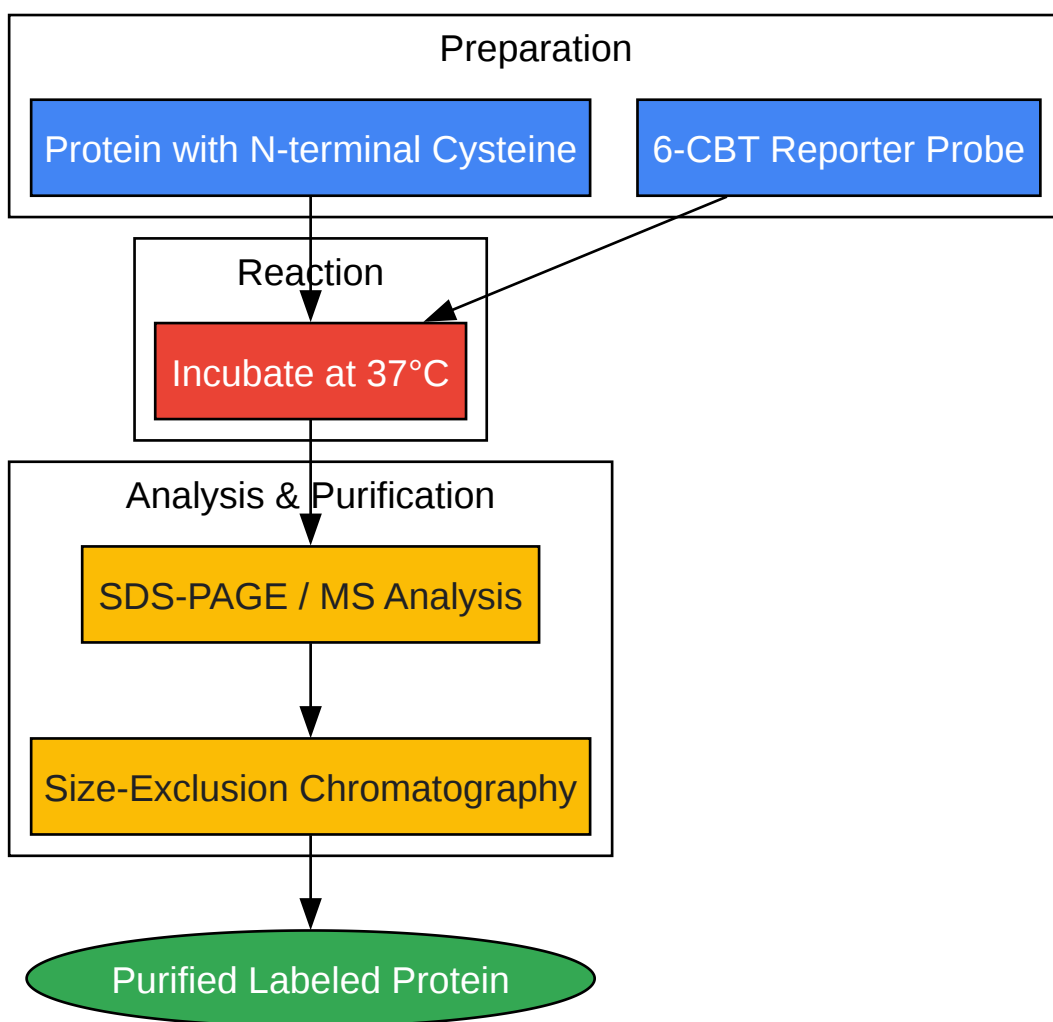 Preparation
Protein with N-terminal Cysteine
6-CBT Reporter Probe
Reaction
Incubate at 37°C
Analysis & Purification
SDS-PAGE / MS Analysis
Size-Exclusion Chromatography
Purified Labeled Protein